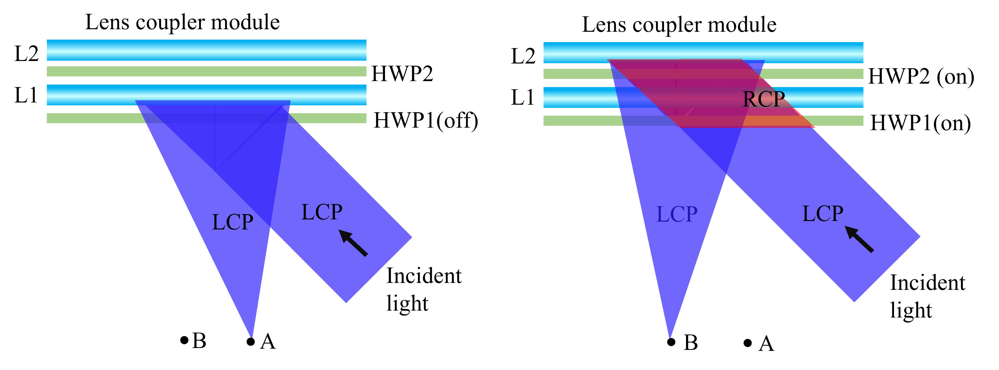 Lens coupler module
L2
HWP2
L1
HWP1(off)
LCP
LCP
Incident
light
B
A
Lens coupler module
L2
HWP2 (on)
L1
RCP
HWP1(on)
LCP
LCP
Incident
light
B
A